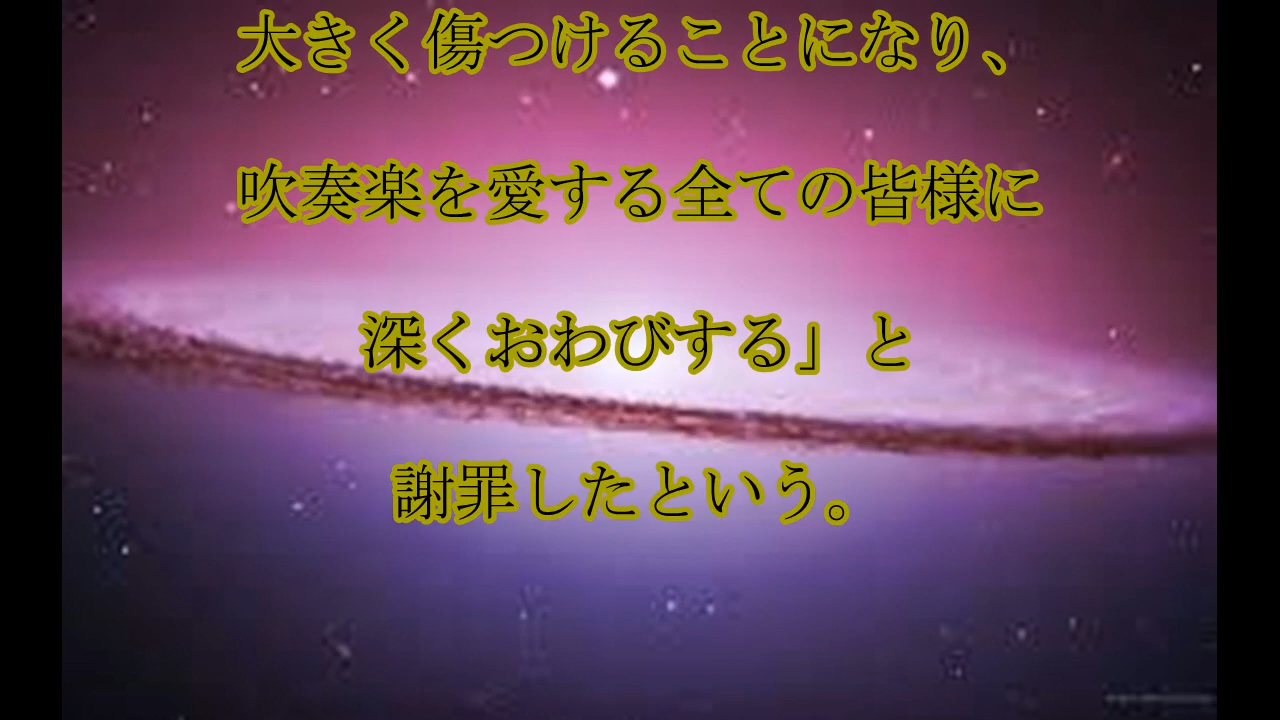 大きく傷つけることになり、
吹奏楽を愛する全ての皆様に
深くおわびする」と
謝罪したという。